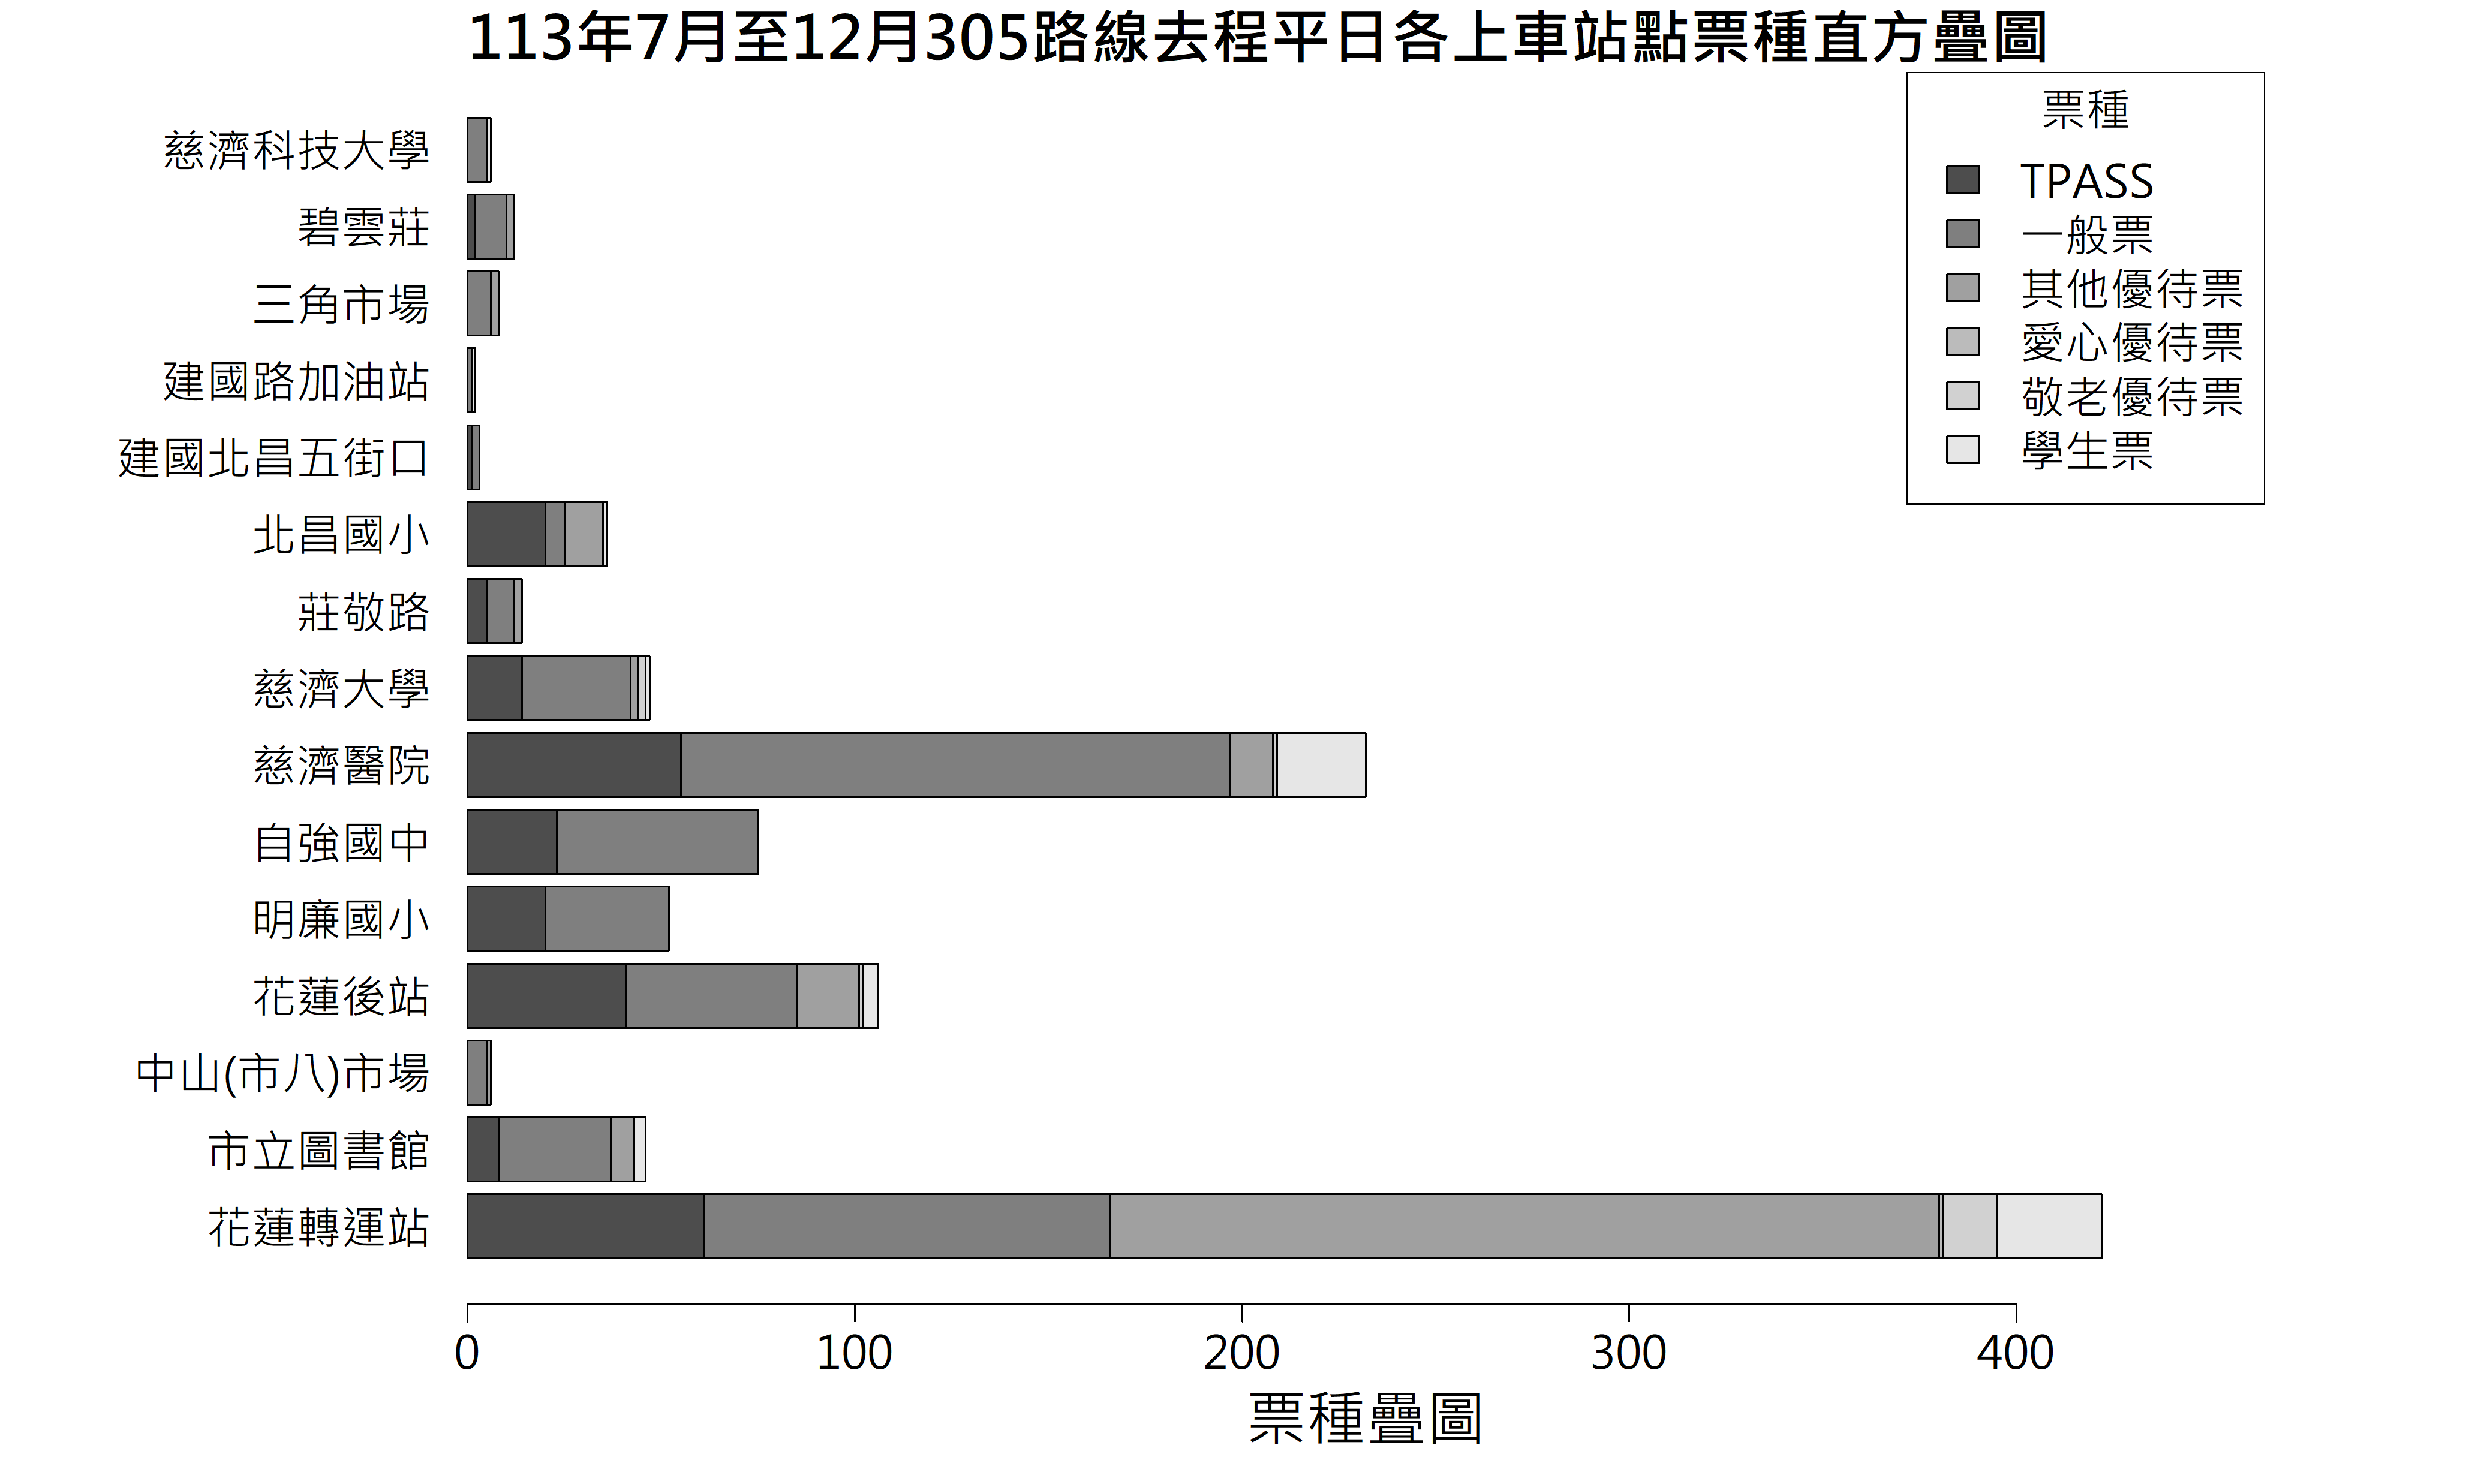 113年7月至12月305路線去程平日各上車站點票種直方疊圖
票種
TPASS
一般票
其他優待票
愛心優待票
敬老優待票
學生票
慈濟科技大學
碧雲莊
三角市場
建國路加油站
建國北昌五街口
北昌國小
莊敬路
慈濟大學
慈濟醫院
自強國中
明廉國小
花蓮後站
中山(市八)市場
市立圖書館
花蓮轉運站
0 100 200 300 400
票種疊圖